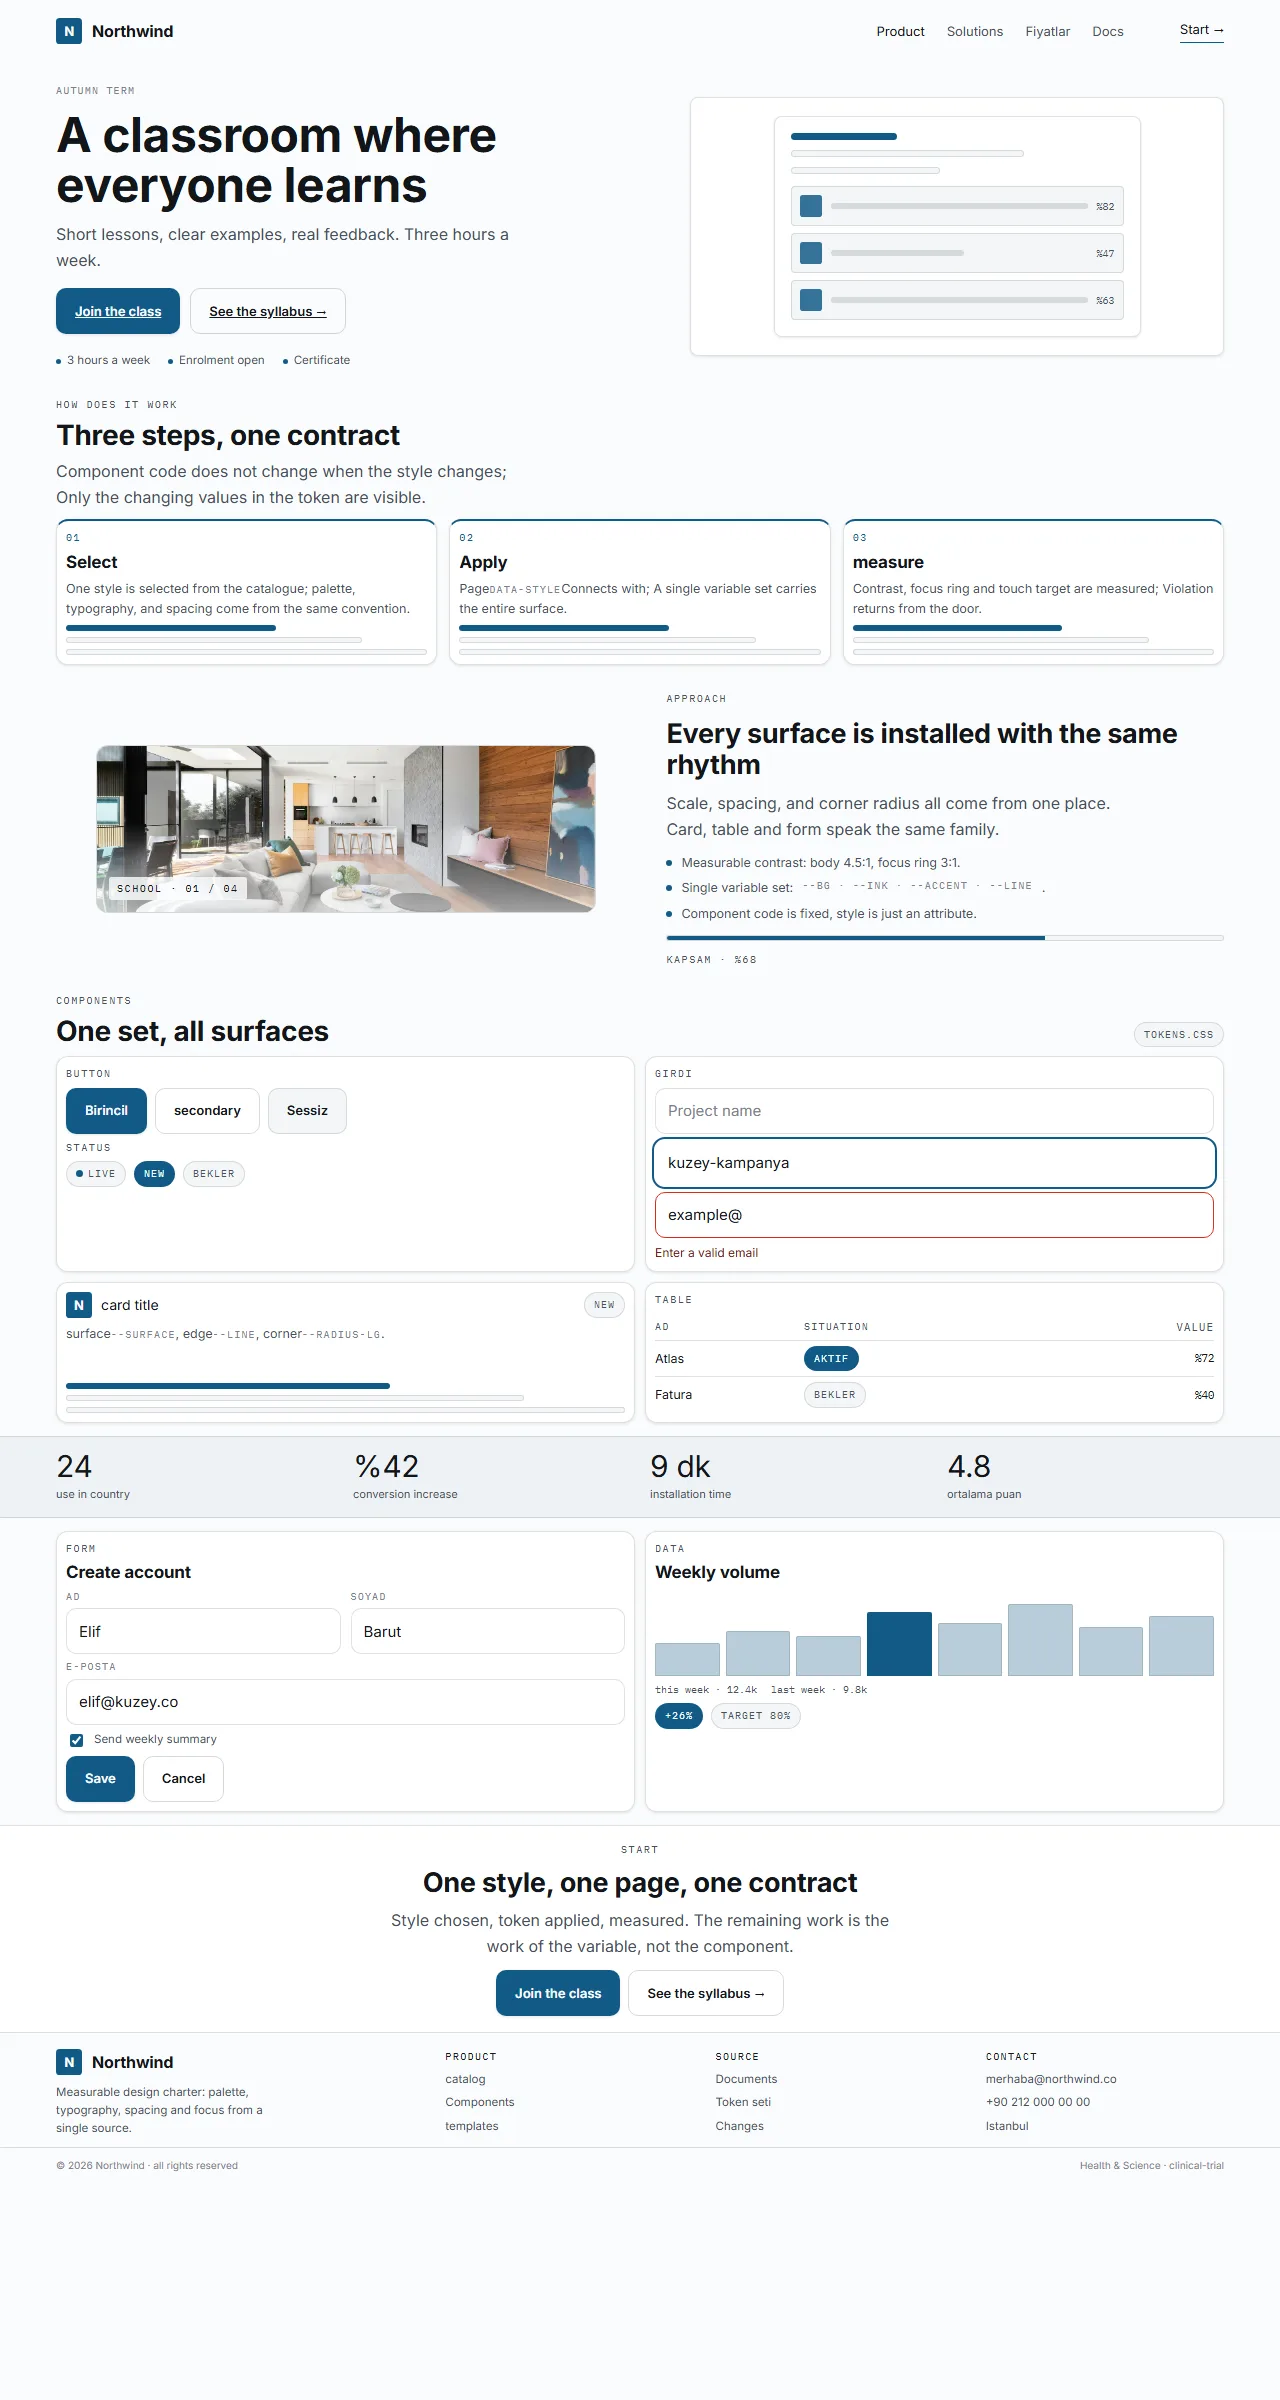 N Northwind
Product Solutions Fiyatlar Docs Start →
AUTUMN TERM
A classroom where
everyone learns
Short lessons, clear examples, real feedback. Three hours a
week.
Join the class See the syllabus →
3 hours a week Enrolment open Certificate
%82
%47
%63
HOW DOES IT WORK
Three steps, one contract
Component code does not change when the style changes;
Only the changing values in the token are visible.
01
Select
One style is selected from the catalogue; palette,
typography, and spacing come from the same convention.
02
Apply
PageDATA-STYLEConnects with; A single variable set carries
the entire surface.
03
measure
Contrast, focus ring and touch target are measured; Violation
returns from the door.
SCHOOL · 01 / 04
APPROACH
Every surface is installed with the same
rhythm
Scale, spacing, and corner radius all come from one place.
Card, table and form speak the same family.
Measurable contrast: body 4.5:1, focus ring 3:1.
Single variable set: --BG · --INK · --ACCENT · --LINE .
Component code is fixed, style is just an attribute.
KAPSAM · %68
COMPONENTS
One set, all surfaces
TOKENS.CSS
BUTTON
Birincil secondary Sessiz
STATUS
LIVE NEW BEKLER
GIRDI
Project name
kuzey-kampanya
example@
Enter a valid email
N card title NEW
surface--SURFACE, edge--LINE, corner--RADIUS-LG.
TABLE
AD SITUATION VALUE
Atlas AKTIF %72
Fatura BEKLER %40
24
use in country
%42
conversion increase
9 dk
installation time
4.8
ortalama puan
FORM
Create account
AD SOYAD
Elif Barut
E-POSTA
elif@kuzey.co
Send weekly summary
Save Cancel
DATA
Weekly volume
this week · 12.4k last week · 9.8k
+26% TARGET 80%
START
One style, one page, one contract
Style chosen, token applied, measured. The remaining work is the
work of the variable, not the component.
Join the class See the syllabus →
N Northwind
Measurable design charter: palette,
typography, spacing and focus from a
single source.
PRODUCT
catalog
Components
templates
SOURCE
Documents
Token seti
Changes
CONTACT
merhaba@northwind.co
+90 212 000 00 00
Istanbul
© 2026 Northwind · all rights reserved
Health & Science · clinical-trial